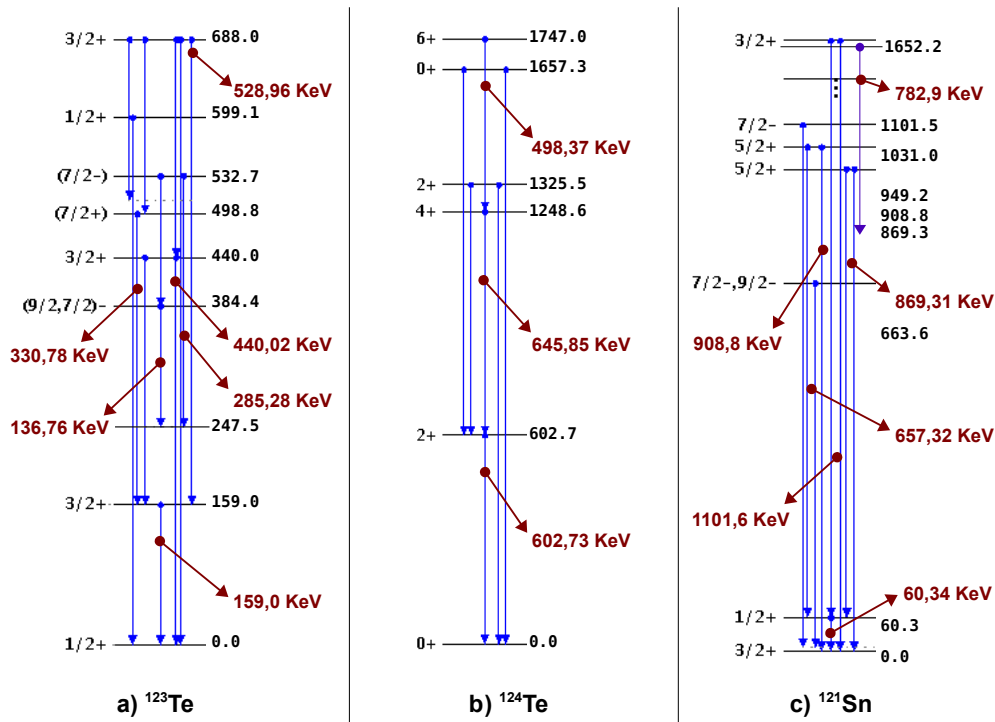 3/2+ 688.0
528,96 KeV
1/2+ 599.1
(7/2-) 532.7
(7/2+) 498.8
3/2+ 440.0
(9/2,7/2)- 384.4
330,78 KeV
440,02 KeV
285,28 KeV
136,76 KeV
247.5
3/2+ 159.0
159,0 KeV
1/2+ 0.0
a) ¹²³Te
6+ 1747.0
0+ 1657.3
498,37 KeV
2+ 1325.5
4+ 1248.6
645,85 KeV
2+ 602.7
602,73 KeV
0+ 0.0
b) ¹²⁴Te
3/2+
1652.2
782,9 KeV
7/2- 1101.5
5/2+ 1031.0
5/2+
949.2
908.8
869.3
7/2-,9/2-
869,31 KeV
663.6
908,8 KeV
657,32 KeV
1101,6 KeV
60,34 KeV
1/2+ 60.3
3/2+ 0.0
c) ¹²¹Sn